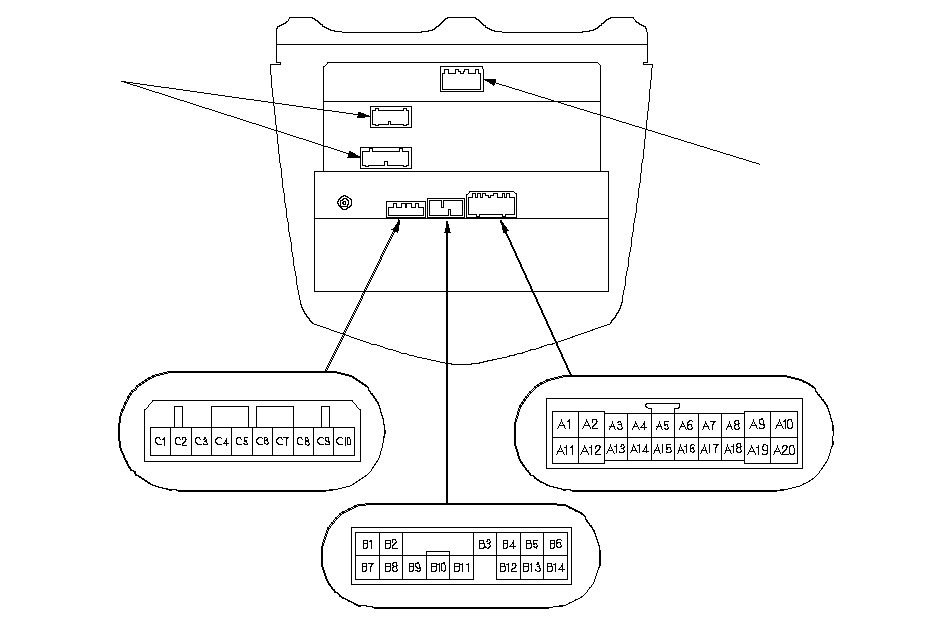 C1 C2 C3 C4 C5 C6 C7 C8 C9 C10
A1 A2 A3 A4 A5 A6 A7 A8 A9 A10
A11 A12 A13 A14 A15 A16 A17 A18 A19 A20
B1 B2 B3 B4 B5 B6
B7 B8 B9 B10 B11 B12 B13 B14